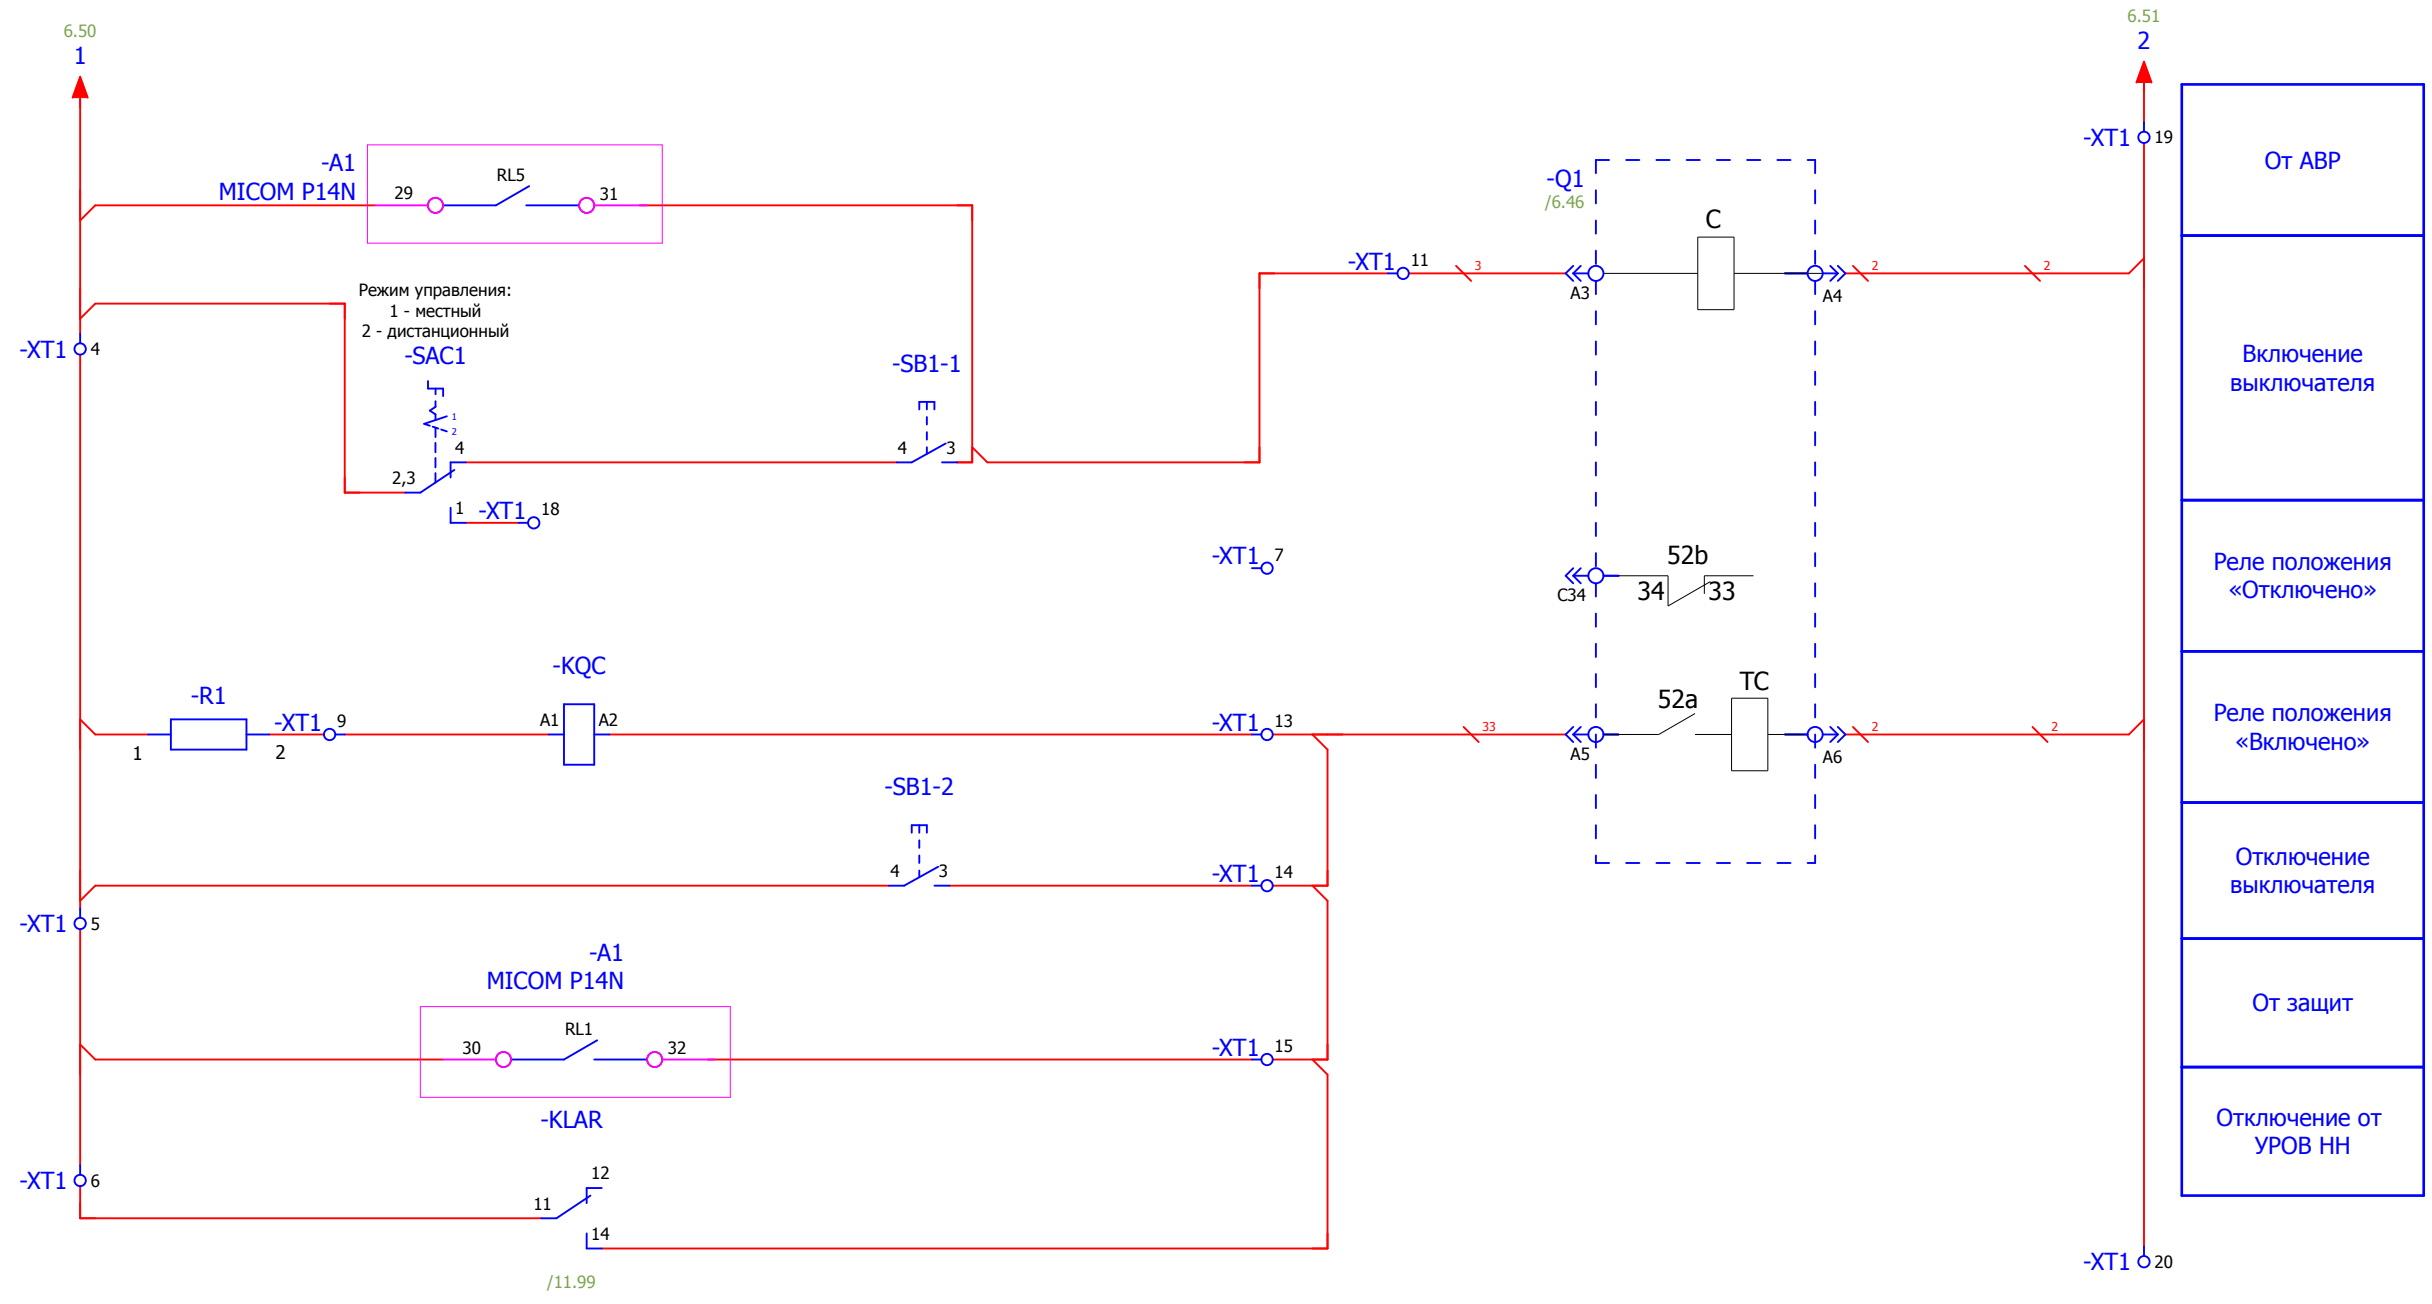 6.50
1
6.51
2
-XT1 19
От АВР
-A1
MICOM P14N
29 RL5 31
-Q1
/6.46
C
-XT1 11
3
A3
A4
2
2
Режим управления:
1 - местный
2 - дистанционный
-SAC1
-XT1 4
1
2
2,3
4
1
-XT1 18
-SB1-1
4 3
Включение
выключателя
-XT1 7
52b
C34
34 33
Реле положения
«Отключено»
-R1
1 2
-XT1 9
-KQC
A1 A2
-XT1 13
33
A5
52a
TC
A6
2
2
Реле положения
«Включено»
-SB1-2
4 3
-XT1 14
Отключение
выключателя
-XT1 5
-A1
MICOM P14N
30 RL1 32
-XT1 15
От защит
-KLAR
-XT1 6
11
12
14
/11.99
Отключение от
УРОВ НН
-XT1 20